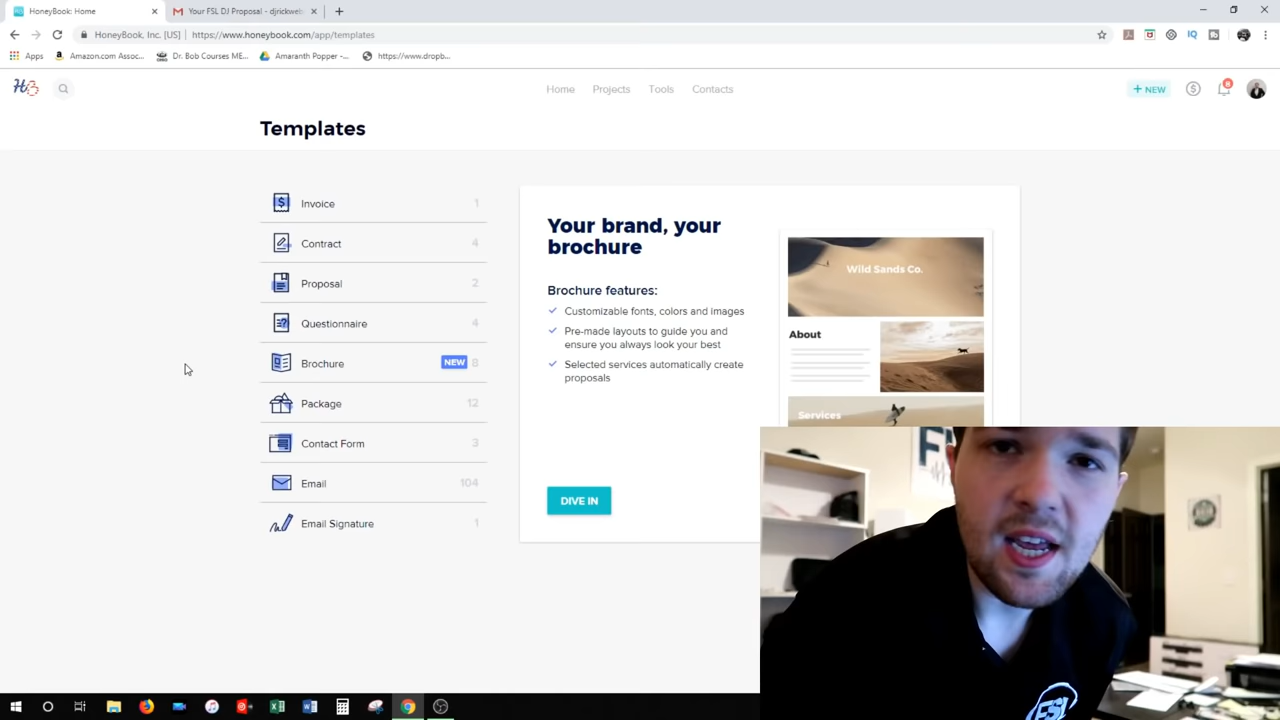 HoneyBook: Home
Your FSL DJ Proposal - djrickweb
HoneyBook, Inc. [US] | https://www.honeybook.com/app/templates
Apps
Amazon.com Assoc...
Dr. Bob Courses ME...
Amaranth Popper -...
https://www.dropb...
Home
Projects
Tools
Contacts
+ NEW
8
Templates
Invoice 1
Contract 4
Proposal 2
Questionnaire 4
Brochure NEW 8
Package 12
Contact Form 3
Email 104
Email Signature 1
Your brand, your
brochure
Brochure features:
Customizable fonts, colors and images
Pre-made layouts to guide you and
ensure you always look your best
Selected services automatically create
proposals
DIVE IN
Wild Sands Co.
About
Services
FSL